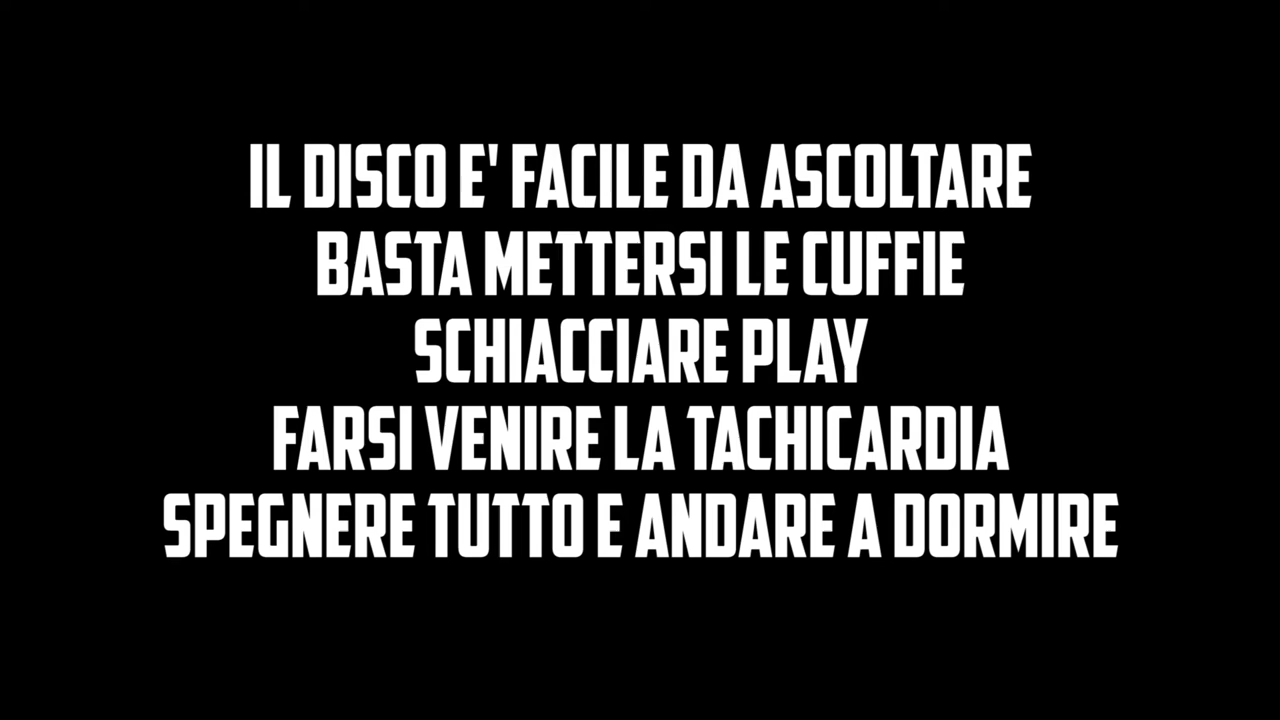 IL DISCO E' FACILE DA ASCOLTARE
BASTA METTERSI LE CUFFIE
SCHIACCIARE PLAY
FARSI VENIRE LA TACHICARDIA
SPEGNERE TUTTO E ANDARE A DORMIRE